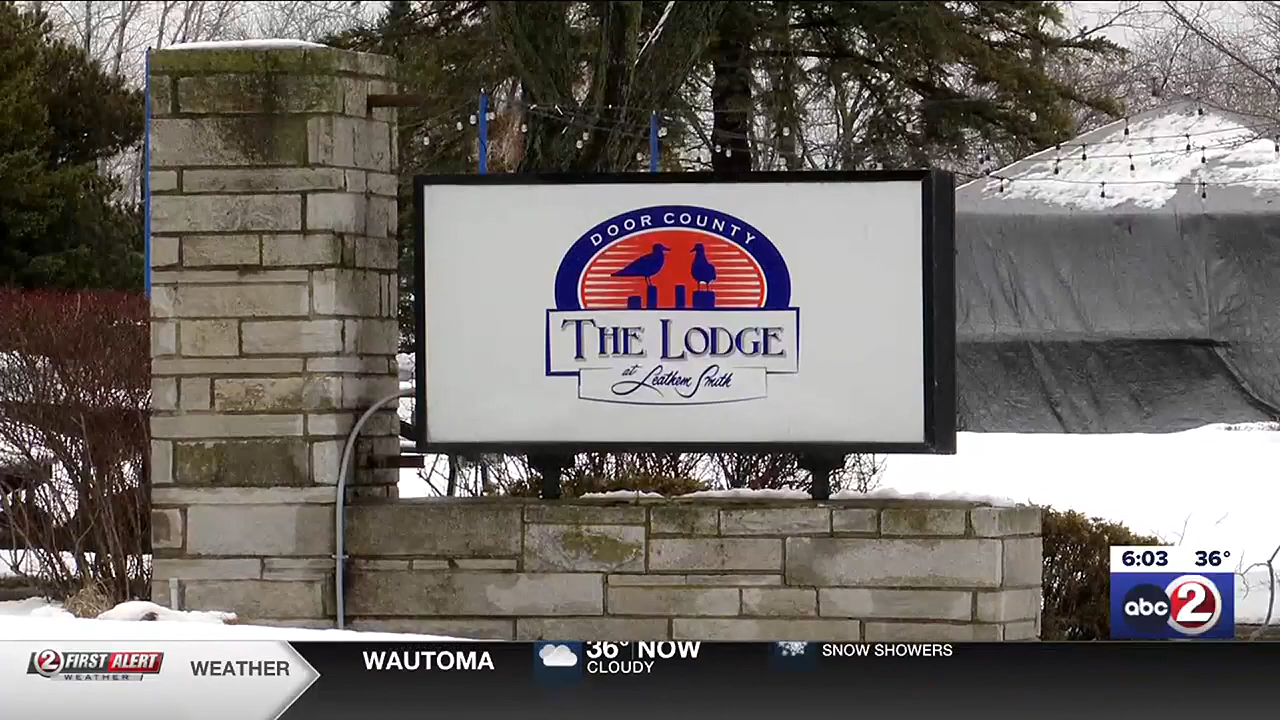 DOOR COUNTY
THE LODGE
at Leathem Smith
6:03 36°
abc 2
2 FIRST ALERT
WEATHER
WEATHER
WAUTOMA
36° NOW
CLOUDY
SNOW SHOWERS